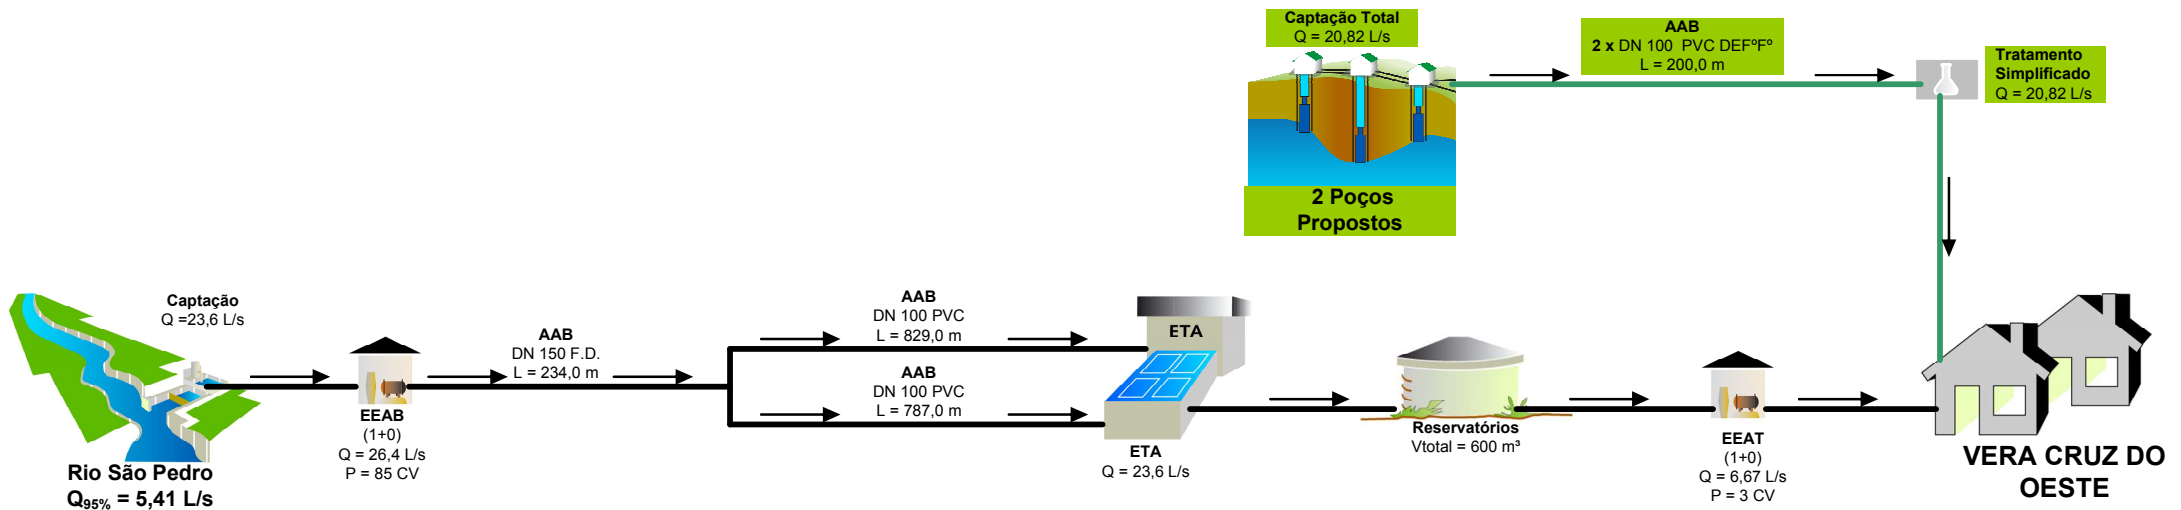 Captação Total
Q = 20,82 L/s
AAB
2 x DN 100  PVC DEFºFº
L = 200,0 m
Tratamento
Simplificado
Q = 20,82 L/s
2 Poços
Propostos
Captação
Q =23,6 L/s
Rio São Pedro
Q95% = 5,41 L/s
EEAB
(1+0)
Q = 26,4 L/s
P = 85 CV
AAB
DN 150 F.D.
L = 234,0 m
AAB
DN 100 PVC
L = 829,0 m
AAB
DN 100 PVC
L = 787,0 m
ETA
ETA
Q = 23,6 L/s
Reservatórios
Vtotal = 600 m³
EEAT
(1+0)
Q = 6,67 L/s
P = 3 CV
VERA CRUZ DO
OESTE